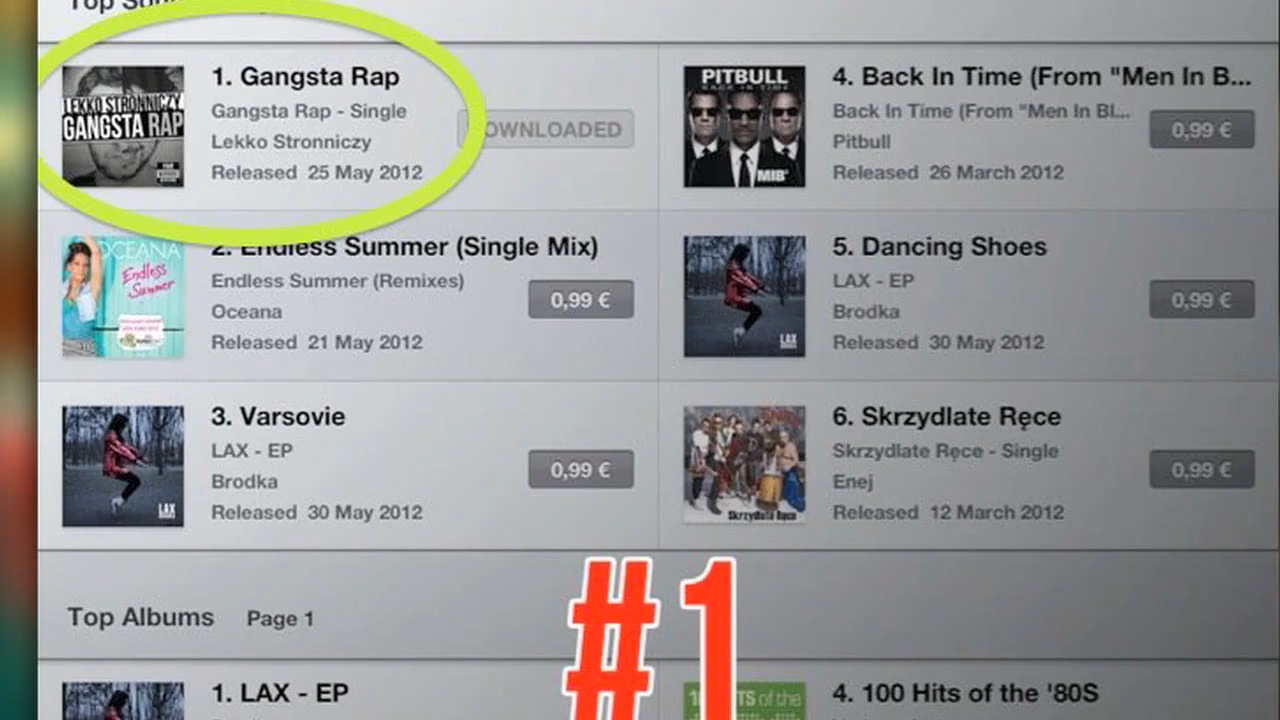 Top Songs
LEKKO STRONNICZY
GANGSTA RAP
1. Gangsta Rap
Gangsta Rap - Single
Lekko Stronniczy
Released 25 May 2012
OWNLOADED
PITBULL
BACK IN TIME
MIB
4. Back In Time (From "Men In B...
Back In Time (From "Men In Bl...
Pitbull
Released 26 March 2012
0,99 €
OCEANA
Endless
Summer
2. Endless Summer (Single Mix)
Endless Summer (Remixes)
Oceana
Released 21 May 2012
0,99 €
LAX
5. Dancing Shoes
LAX - EP
Brodka
Released 30 May 2012
0,99 €
LAX
3. Varsovie
LAX - EP
Brodka
Released 30 May 2012
0,99 €
Skrzydlate Ręce
6. Skrzydlate Ręce
Skrzydlate Ręce - Single
Enej
Released 12 March 2012
0,99 €
#1
Top Albums Page 1
1. LAX - EP
of the
4. 100 Hits of the '80S